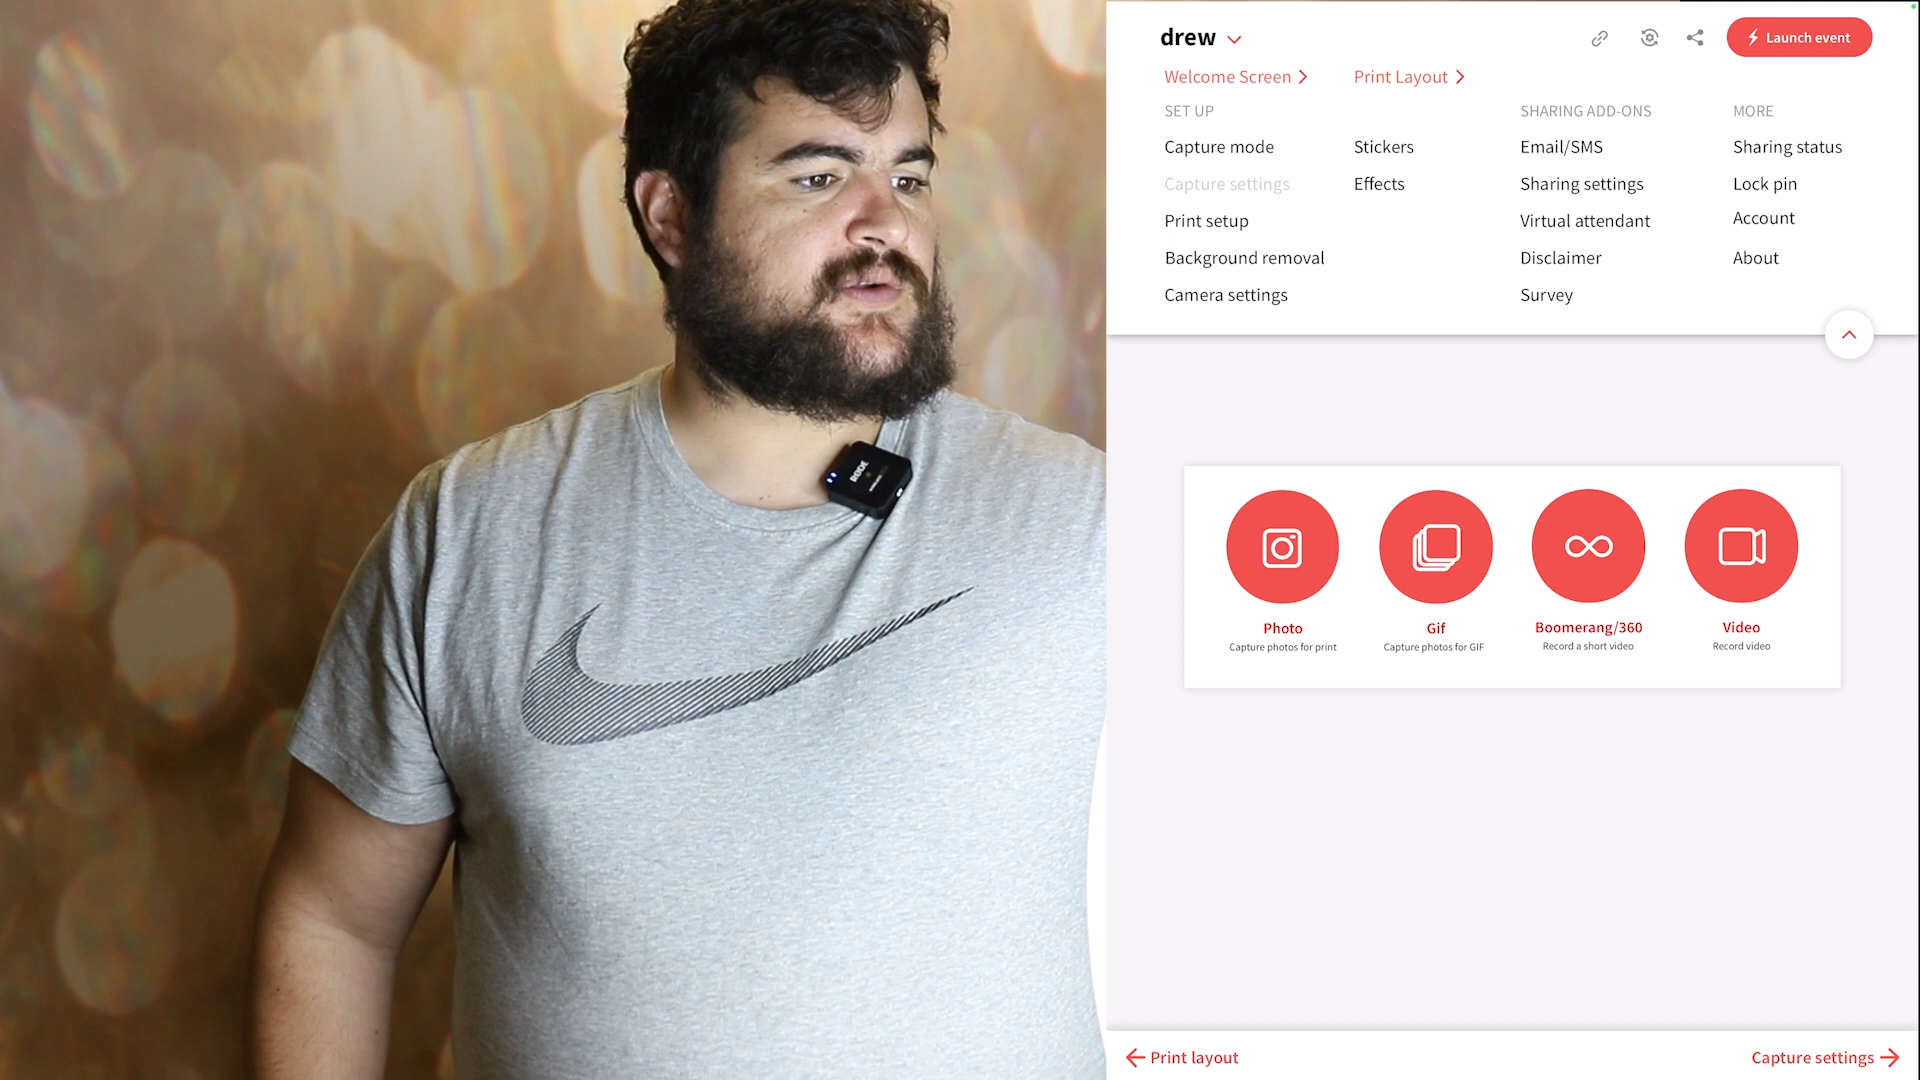 drew
Launch event
Welcome Screen
Print Layout
SET UP
SHARING ADD-ONS
MORE
Capture mode
Stickers
Email/SMS
Sharing status
Capture settings
Effects
Sharing settings
Lock pin
Print setup
Virtual attendant
Account
Background removal
Disclaimer
About
Camera settings
Survey
RØDE
Photo
Gif
Boomerang/360
Video
Capture photos for print
Capture photos for GIF
Record a short video
Record video
Print layout
Capture settings